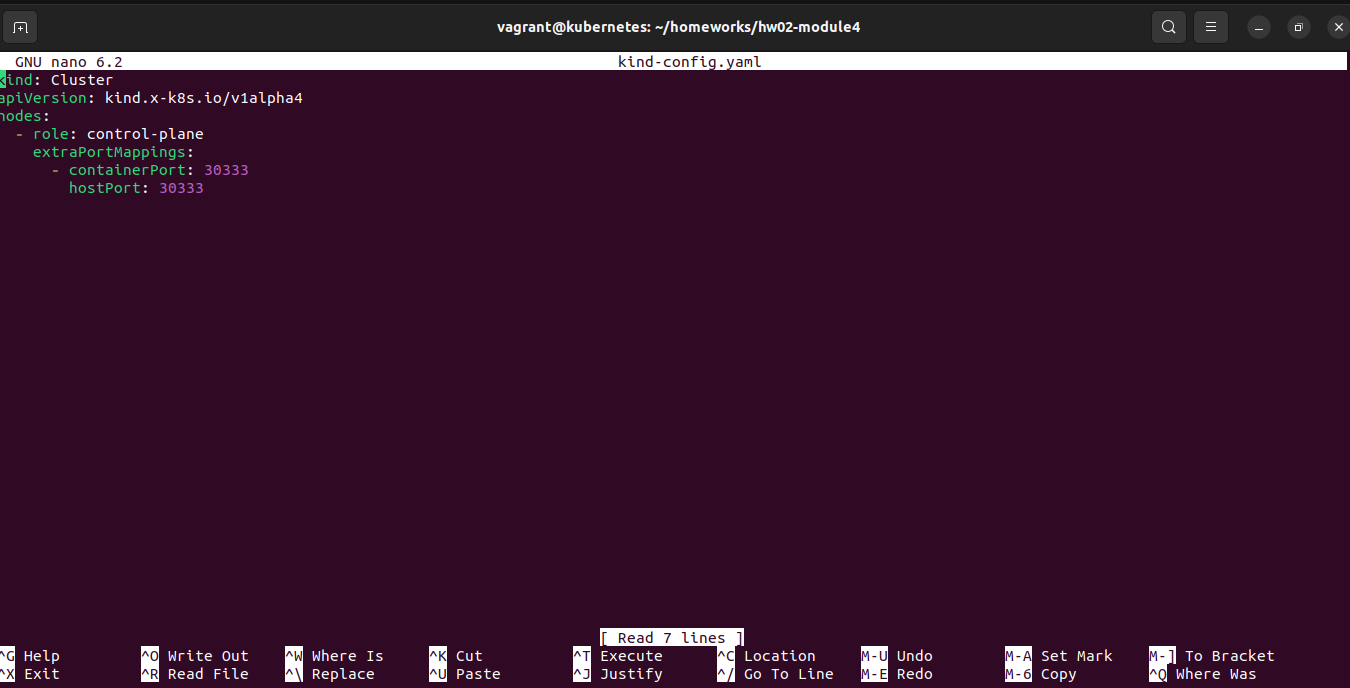 vagrant@kubernetes: ~/homeworks/hw02-module4
GNU nano 6.2 kind-config.yaml
kind: Cluster
apiVersion: kind.x-k8s.io/v1alpha4
nodes:
  - role: control-plane
    extraPortMappings:
      - containerPort: 30333
        hostPort: 30333
[ Read 7 lines ]
^G Help ^O Write Out ^W Where Is ^K Cut ^T Execute ^C Location M-U Undo M-A Set Mark M-] To Bracket
^X Exit ^R Read File ^\ Replace ^U Paste ^J Justify ^/ Go To Line M-E Redo M-6 Copy ^Q Where Was